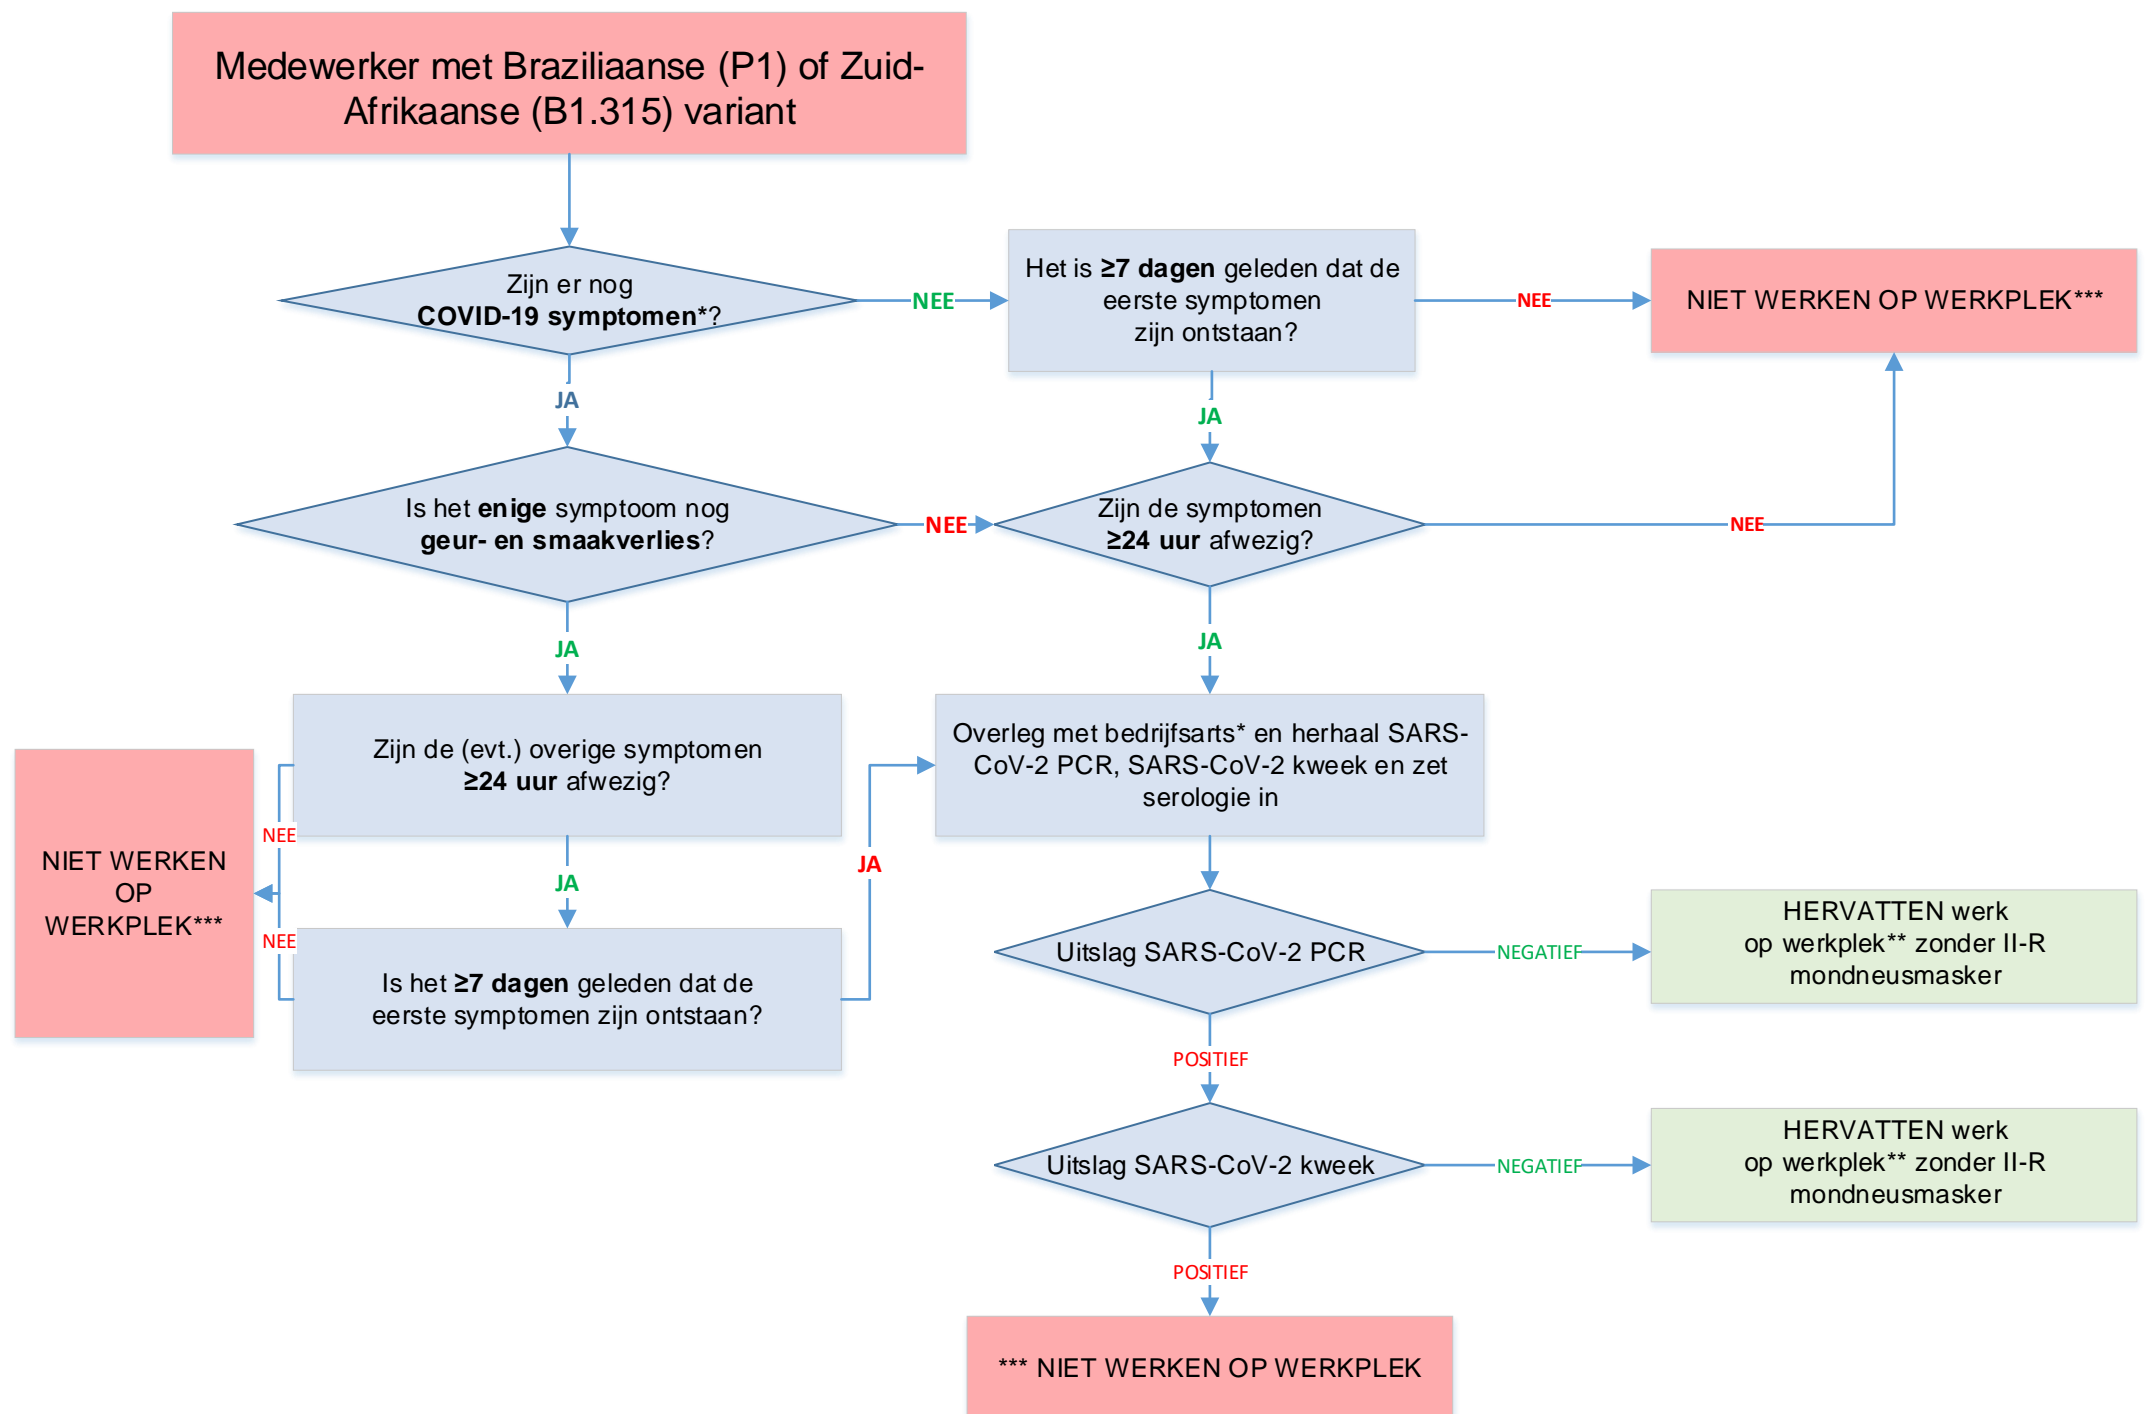 Medewerker met Braziliaanse (P1) of Zuid-
Afrikaanse (B1.315) variant
Zijn er nog
COVID-19 symptomen*?
NEE
Het is ≥7 dagen geleden dat de
eerste symptomen
zijn ontstaan?
NEE
NIET WERKEN OP WERKPLEK***
JA
JA
Is het enige symptoom nog
geur- en smaakverlies?
NEE
Zijn de symptomen
≥24 uur afwezig?
NEE
JA
JA
Zijn de (evt.) overige symptomen
≥24 uur afwezig?
Overleg met bedrijfsarts* en herhaal SARS-
CoV-2 PCR, SARS-CoV-2 kweek en zet
serologie in
NEE
NIET WERKEN
OP
WERKPLEK***
JA
JA
NEE
Is het ≥7 dagen geleden dat de
eerste symptomen zijn ontstaan?
Uitslag SARS-CoV-2 PCR
NEGATIEF
HERVATTEN werk
op werkplek** zonder II-R
mondneusmasker
POSITIEF
Uitslag SARS-CoV-2 kweek
NEGATIEF
HERVATTEN werk
op werkplek** zonder II-R
mondneusmasker
POSITIEF
*** NIET WERKEN OP WERKPLEK